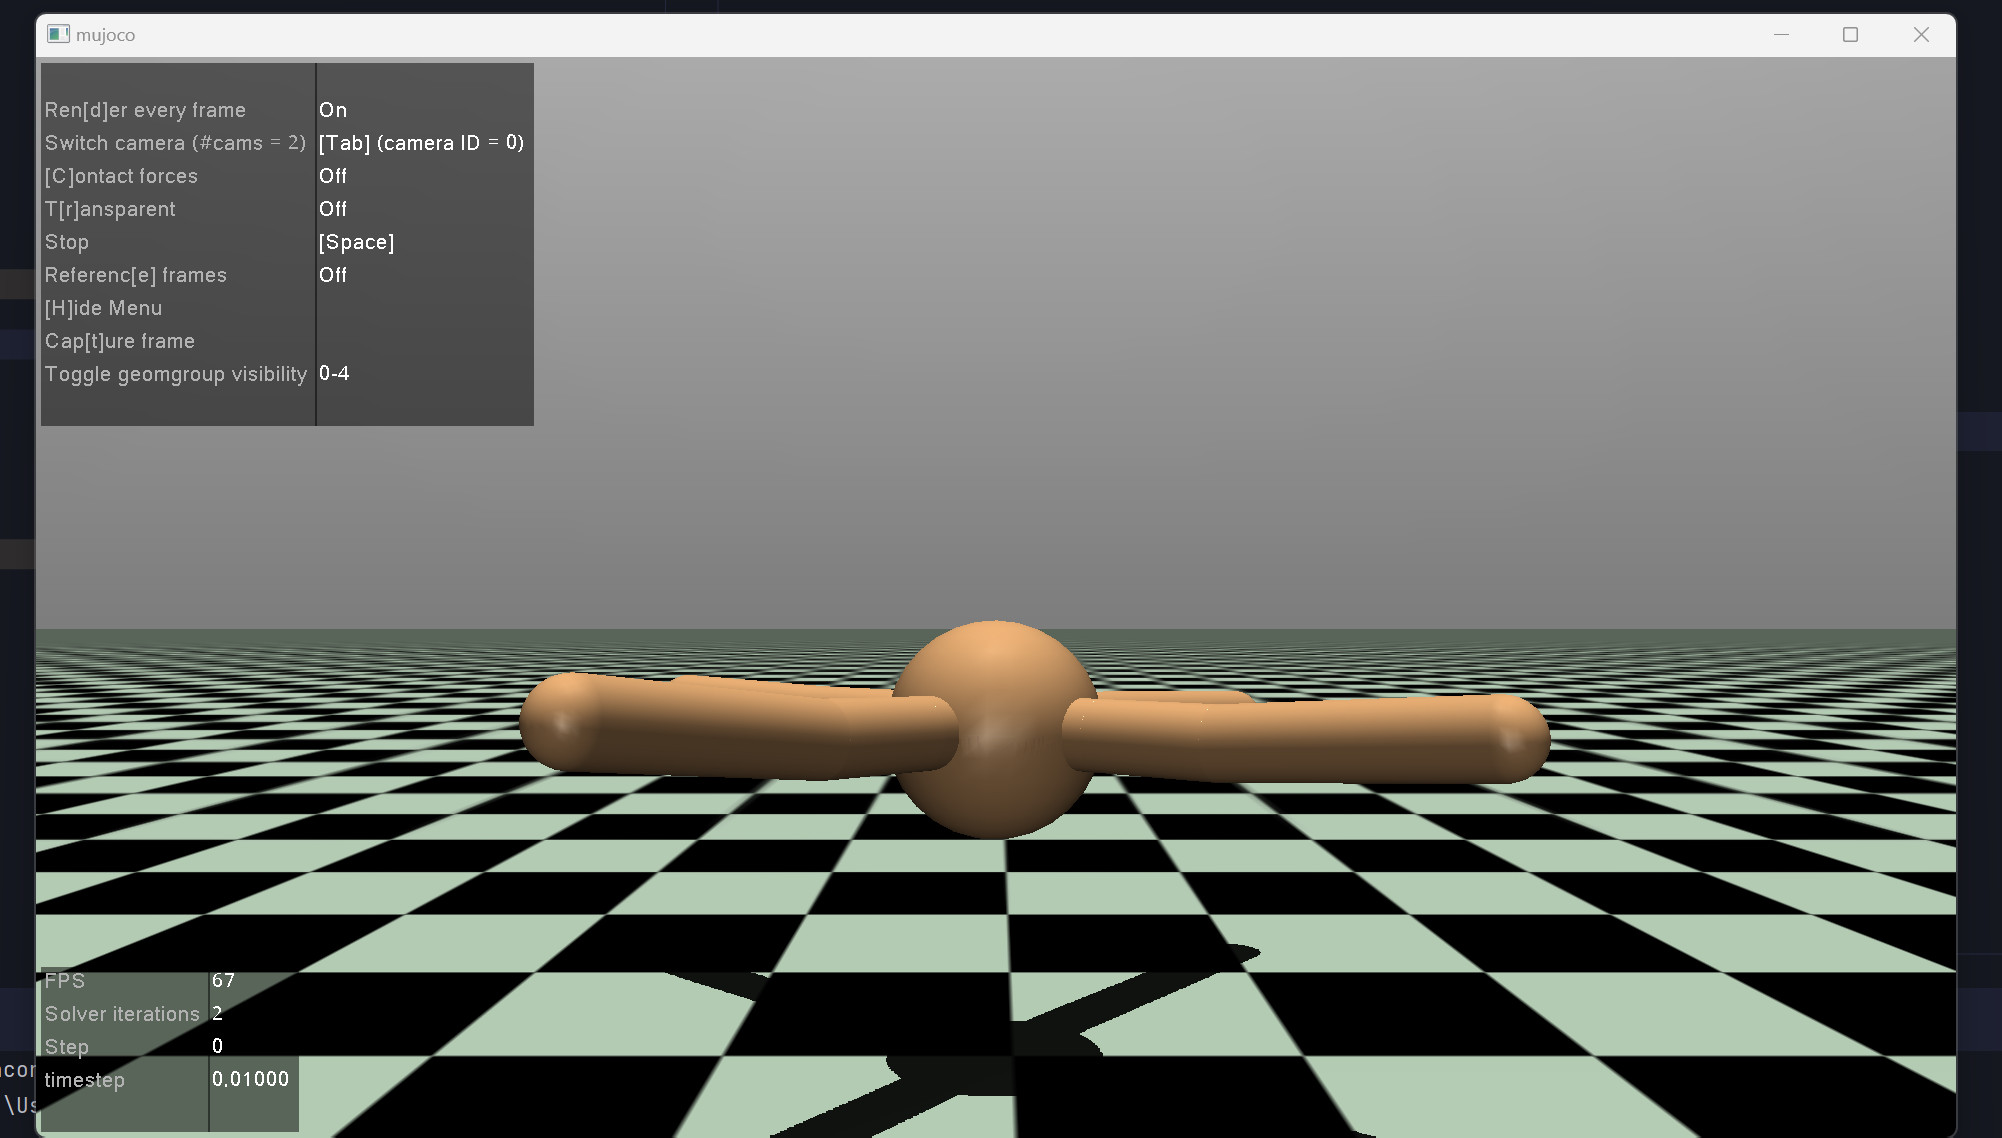 mujoco
Ren[d]er every frame On
Switch camera (#cams = 2) [Tab] (camera ID = 0)
[C]ontact forces Off
T[r]ansparent Off
Stop [Space]
Referenc[e] frames Off
[H]ide Menu
Cap[t]ure frame
Toggle geomgroup visibility 0-4
FPS 67
Solver iterations 2
Step 0
timestep 0.01000